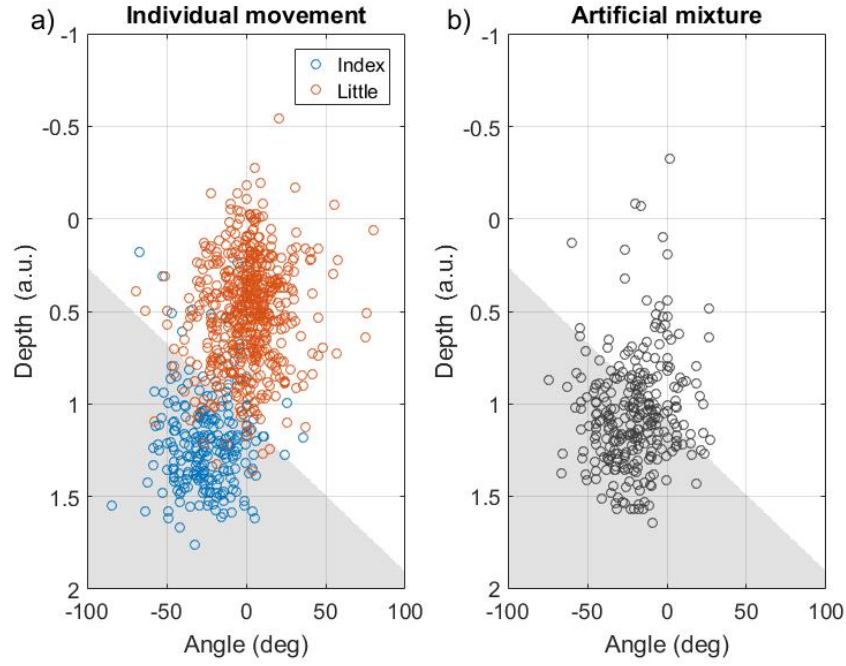 a) Individual movement
Index
Little
-1
-0.5
0
0.5
1
1.5
2
Depth (a.u.)
-100 -50 0 50 100
Angle (deg)
b) Artificial mixture
-1
-0.5
0
0.5
1
1.5
2
Depth (a.u.)
-100 -50 0 50 100
Angle (deg)